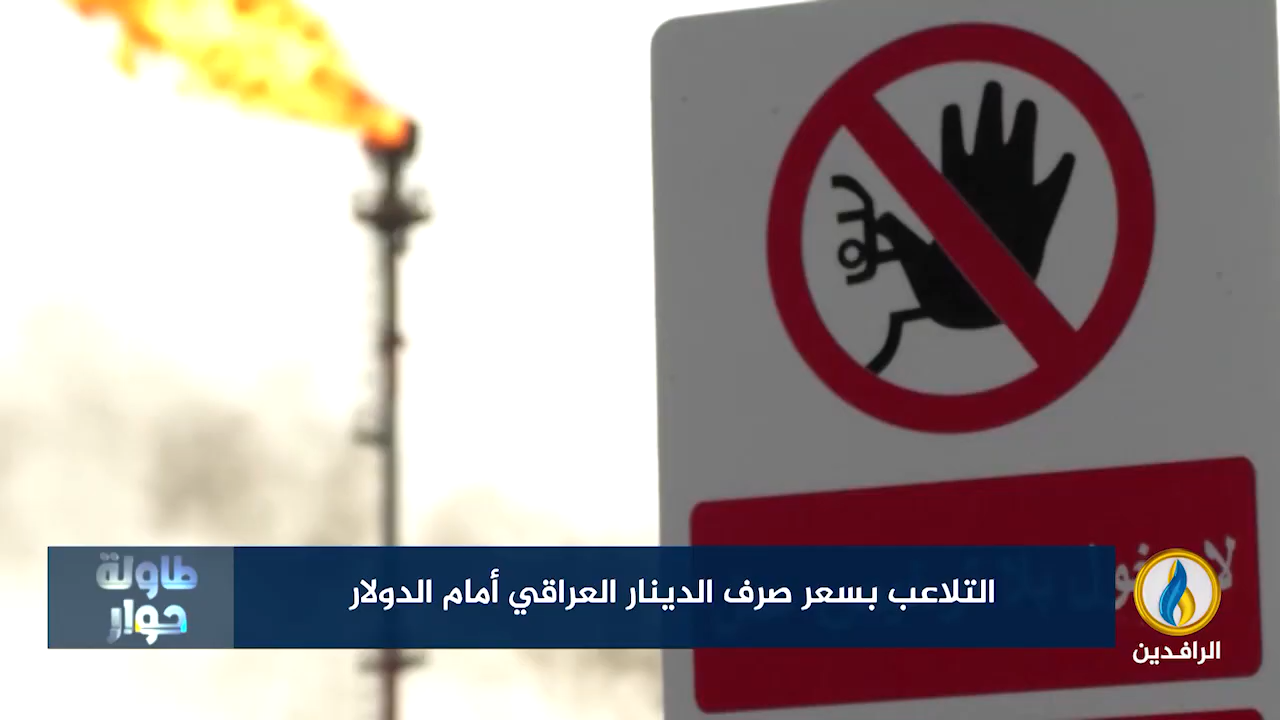 التلاعب بسعر صرف الدينار العراقي أمام الدولار
طاولة
حوار
الرافدين